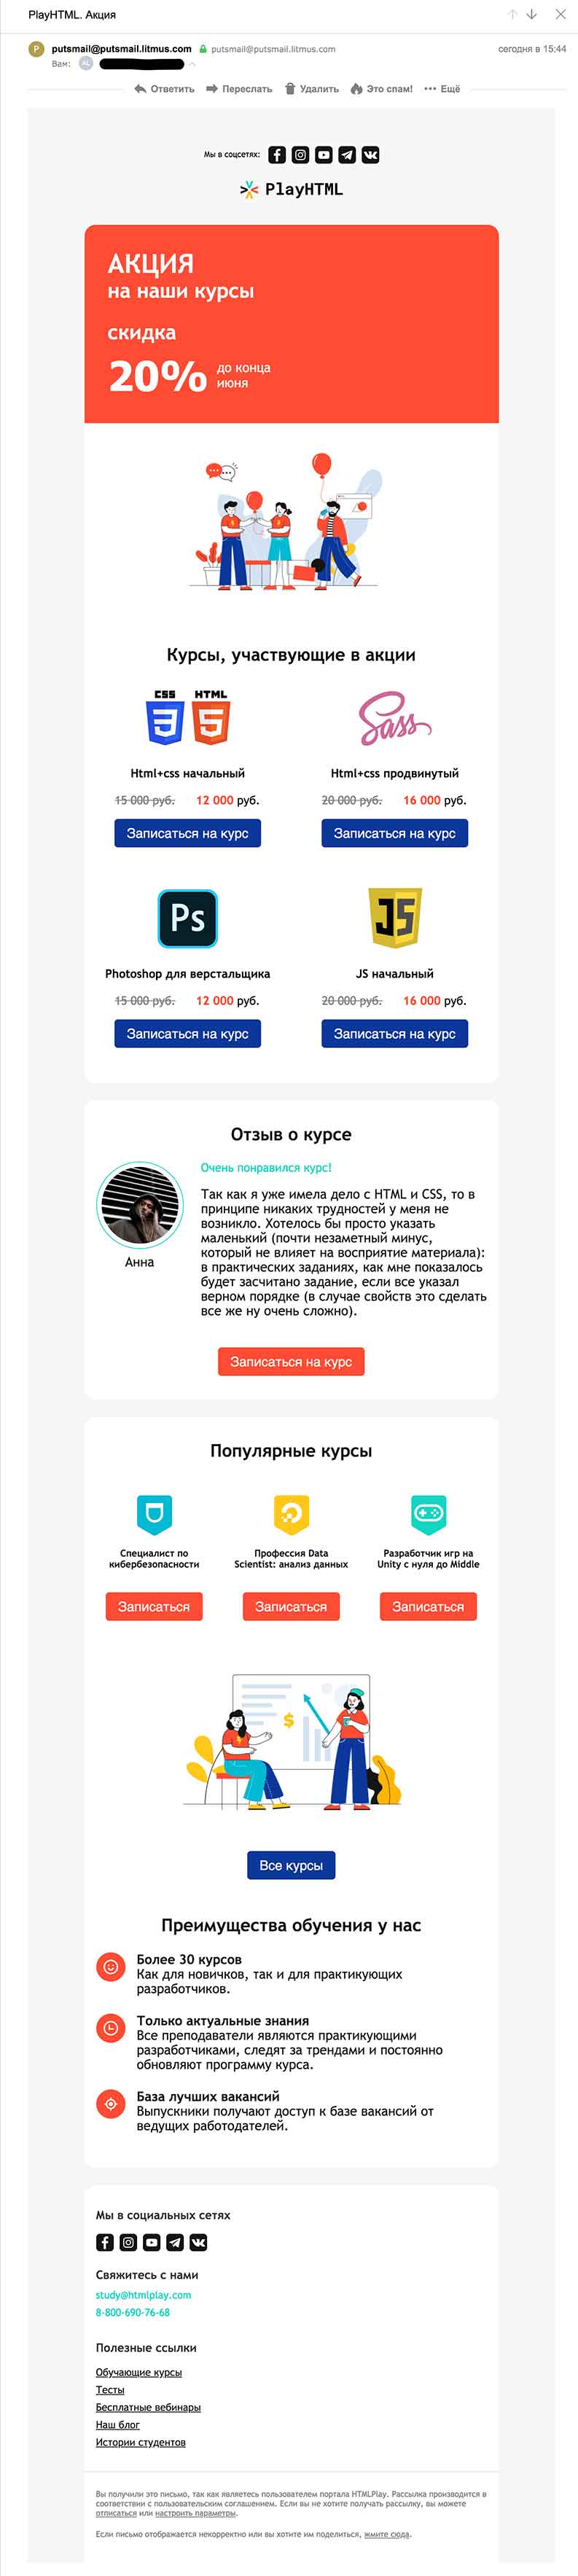 PlayHTML. Акция
P putsmail@putsmail.litmus.com putsmail@putsmail.litmus.com сегодня в 15:44
Вам: AL
Ответить Переслать Удалить Это спам! Ещё
Мы в соцсетях:
PlayHTML
АКЦИЯ
на наши курсы
скидка
20% до конца
июня
Курсы, участвующие в акции
CSS HTML
3 5 Sass
Html+css начальный Html+css продвинутый
15 000 руб. 12 000 руб. 20 000 руб. 16 000 руб.
Записаться на курс Записаться на курс
Ps JS
Photoshop для верстальщика JS начальный
15 000 руб. 12 000 руб. 20 000 руб. 16 000 руб.
Записаться на курс Записаться на курс
Отзыв о курсе
Очень понравился курс!
Так как я уже имела дело с HTML и CSS, то в
принципе никаких трудностей у меня не
возникло. Хотелось бы просто указать
маленький (почти незаметный минус,
который не влияет на восприятие материала):
в практических заданиях, как мне показалось
будет засчитано задание, если все указал
верном порядке (в случае свойств это сделать
все же ну очень сложно).
Анна
Записаться на курс
Популярные курсы
Специалист по
кибербезопасности
Профессия Data
Scientist: анализ данных
Разработчик игр на
Unity с нуля до Middle
Записаться Записаться Записаться
$
Все курсы
Преимущества обучения у нас
Более 30 курсов
Как для новичков, так и для практикующих
разработчиков.
Только актуальные знания
Все преподаватели являются практикующими
разработчиками, следят за трендами и постоянно
обновляют программу курса.
База лучших вакансий
Выпускники получают доступ к базе вакансий от
ведущих работодателей.
Мы в социальных сетях
Свяжитесь с нами
study@htmlplay.com
8-800-690-76-68
Полезные ссылки
Обучающие курсы
Тесты
Бесплатные вебинары
Наш блог
Истории студентов
Вы получили это письмо, так как являетесь пользователем портала HTMLPlay. Рассылка производится в
соответствии с пользовательским соглашением. Если вы не хотите получать рассылку, вы можете
отписаться или настроить параметры.
Если письмо отображается некорректно или вы хотите им поделиться, жмите сюда.